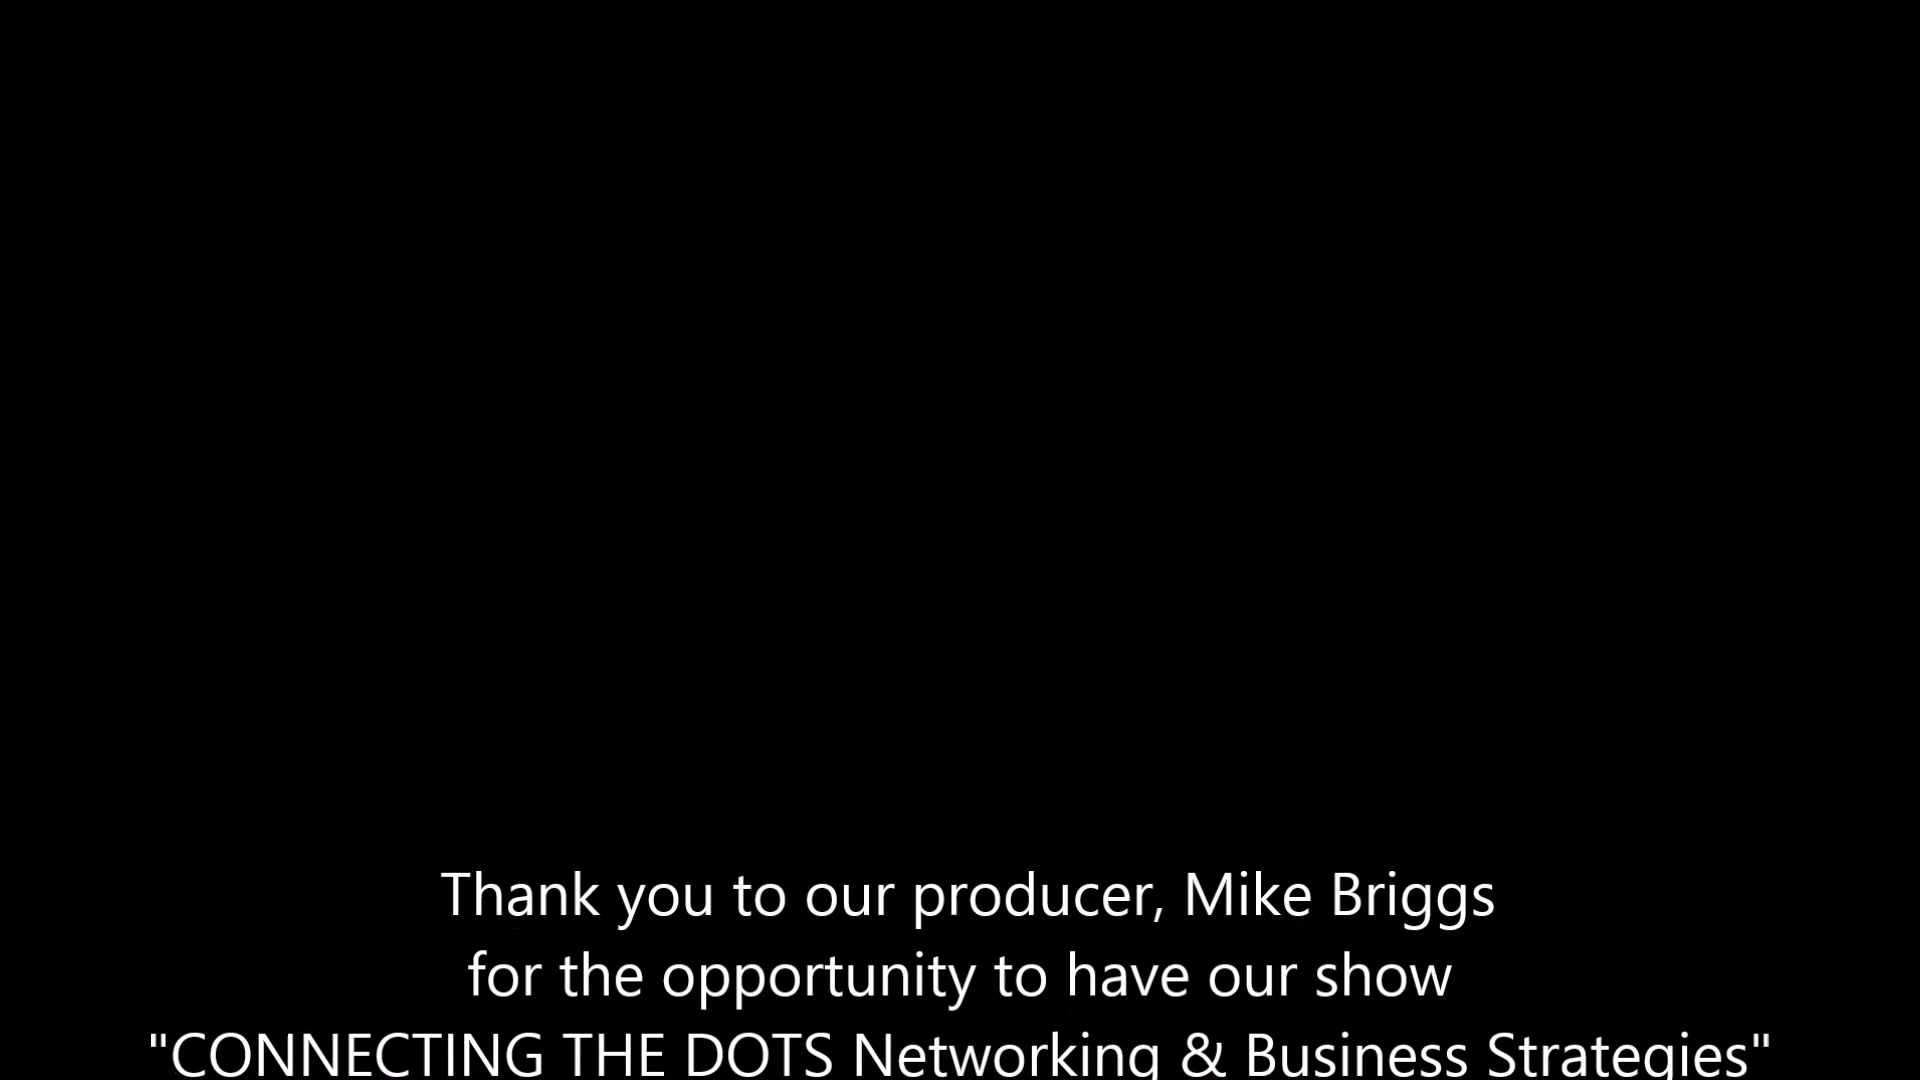 Thank you to our producer, Mike Briggs
for the opportunity to have our show
"CONNECTING THE DOTS Networking & Business Strategies"